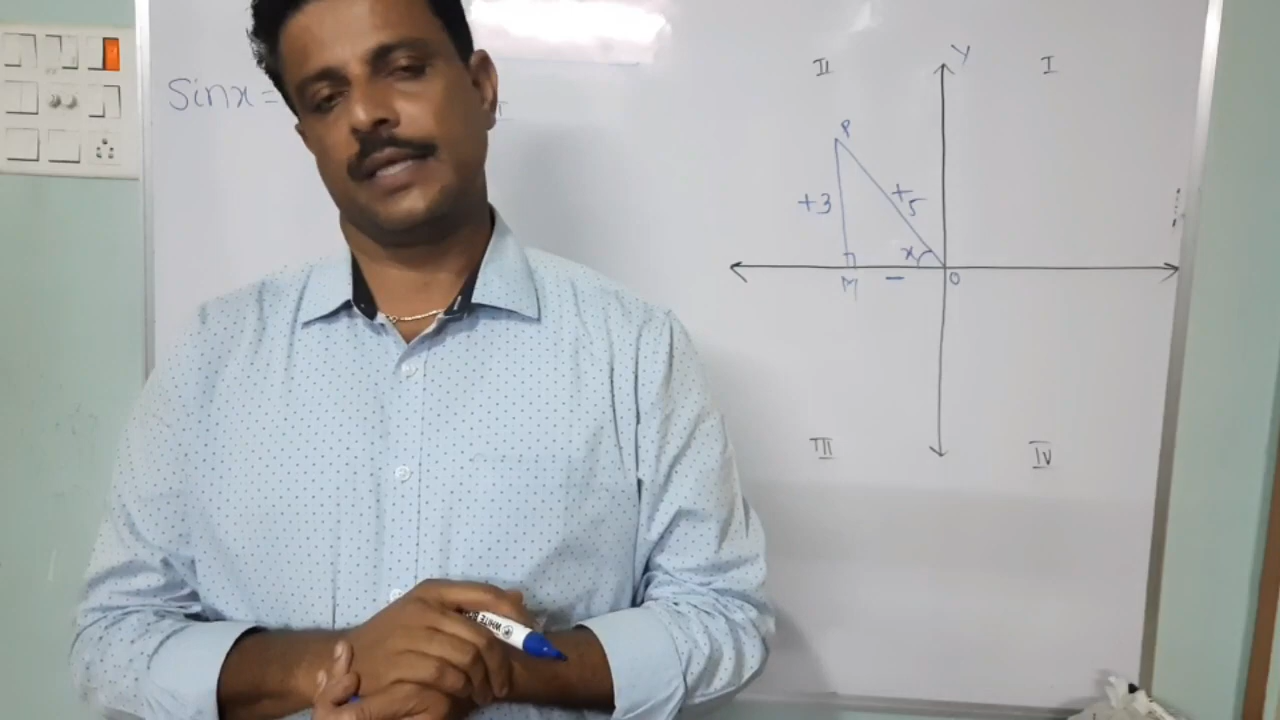 Sinx =
II
I
Y
P
+3
+5
x
M
–
O
III
IV
WHITE